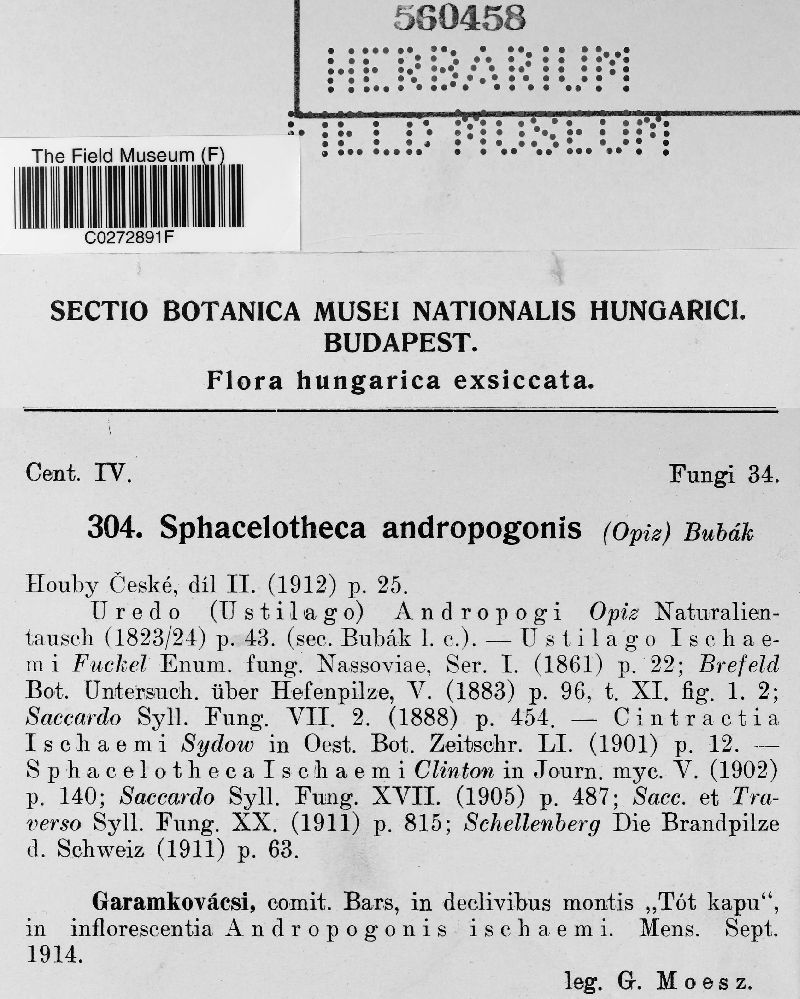 560458
HERBARIUM
FIELD MUSEUM
The Field Museum (F)
C0272891F
SECTIO BOTANICA MUSEI NATIONALIS HUNGARICI.
BUDAPEST.
Flora hungarica exsiccata.
Cent. IV. Fungi 34.
304. Sphacelotheca andropogonis (Opiz) Bubák
Houby České, díl II. (1912) p. 25.
Uredo (Ustilago) Andropogi Opiz Naturalien-
tausch (1823/24) p. 43. (sec. Bubák l. c.). — Ustilago Ischae-
mi Fuckel Enum. fung. Nassoviae, Ser. I. (1861) p. 22; Brefeld
Bot. Untersuch. über Hefenpilze, V. (1883) p. 96, t. XI. fig. 1. 2;
Saccardo Syll. Fung. VII. 2. (1888) p. 454. — Cintractia
Ischaemi Sydow in Oest. Bot. Zeitschr. LI. (1901) p. 12. —
Sphacelotheca Ischaemi Clinton in Journ. myc. V. (1902)
p. 140; Saccardo Syll. Fung. XVII. (1905) p. 487; Sacc. et Tra-
verso Syll. Fung. XX. (1911) p. 815; Schellenberg Die Brandpilze
d. Schweiz (1911) p. 63.
Garamkovácsi, comit. Bars, in declivibus montis „Tót kapu“,
in inflorescentia Andropogonis ischaemi. Mens. Sept.
1914.
leg. G. Moesz.